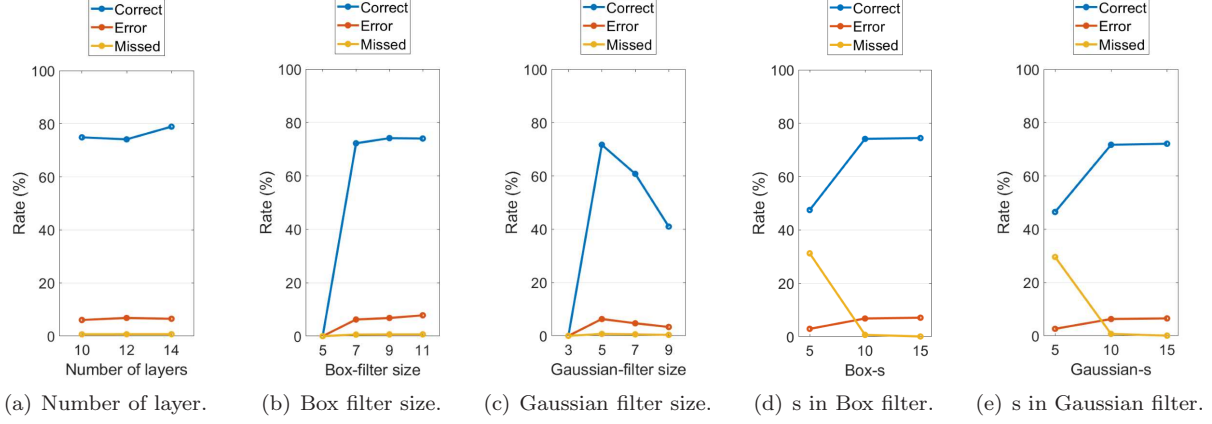 Correct
Error
Missed
100
80
60
40
20
0
Rate (%)
10 12 14
Number of layers
(a) Number of layer.
Correct
Error
Missed
100
80
60
40
20
0
Rate (%)
5 7 9 11
Box-filter size
(b) Box filter size.
Correct
Error
Missed
100
80
60
40
20
0
Rate (%)
3 5 7 9
Gaussian-filter size
(c) Gaussian filter size.
Correct
Error
Missed
100
80
60
40
20
0
Rate (%)
5 10 15
Box-s
(d) s in Box filter.
Correct
Error
Missed
100
80
60
40
20
0
Rate (%)
5 10 15
Gaussian-s
(e) s in Gaussian filter.